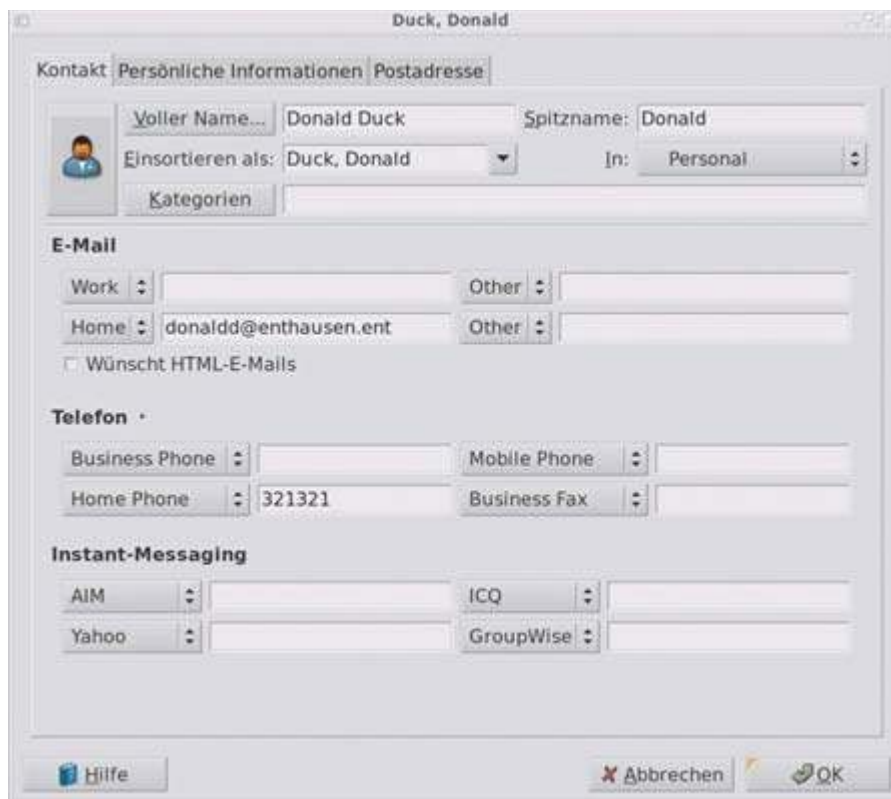 Duck, Donald
Kontakt Persönliche Informationen Postadresse
Voller Name... Donald Duck Spitzname: Donald
Einsortieren als: Duck, Donald In: Personal
Kategorien
E-Mail
Work Other
Home donaldd@enthausen.ent Other
Wünscht HTML-E-Mails
Telefon
Business Phone Mobile Phone
Home Phone 321321 Business Fax
Instant-Messaging
AIM ICQ
Yahoo GroupWise
Hilfe Abbrechen OK